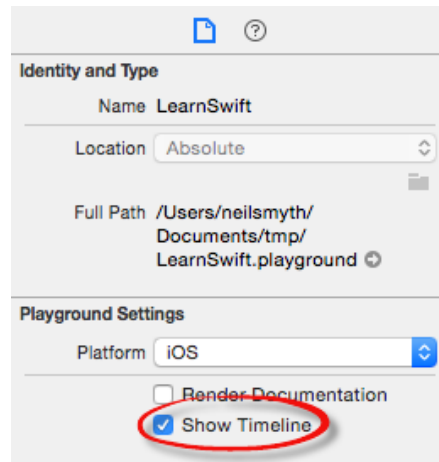 Identity and Type
Name LearnSwift
Location Absolute
Full Path /Users/neilsmyth/
Documents/tmp/
LearnSwift.playground
Playground Settings
Platform iOS
Render Documentation
Show Timeline